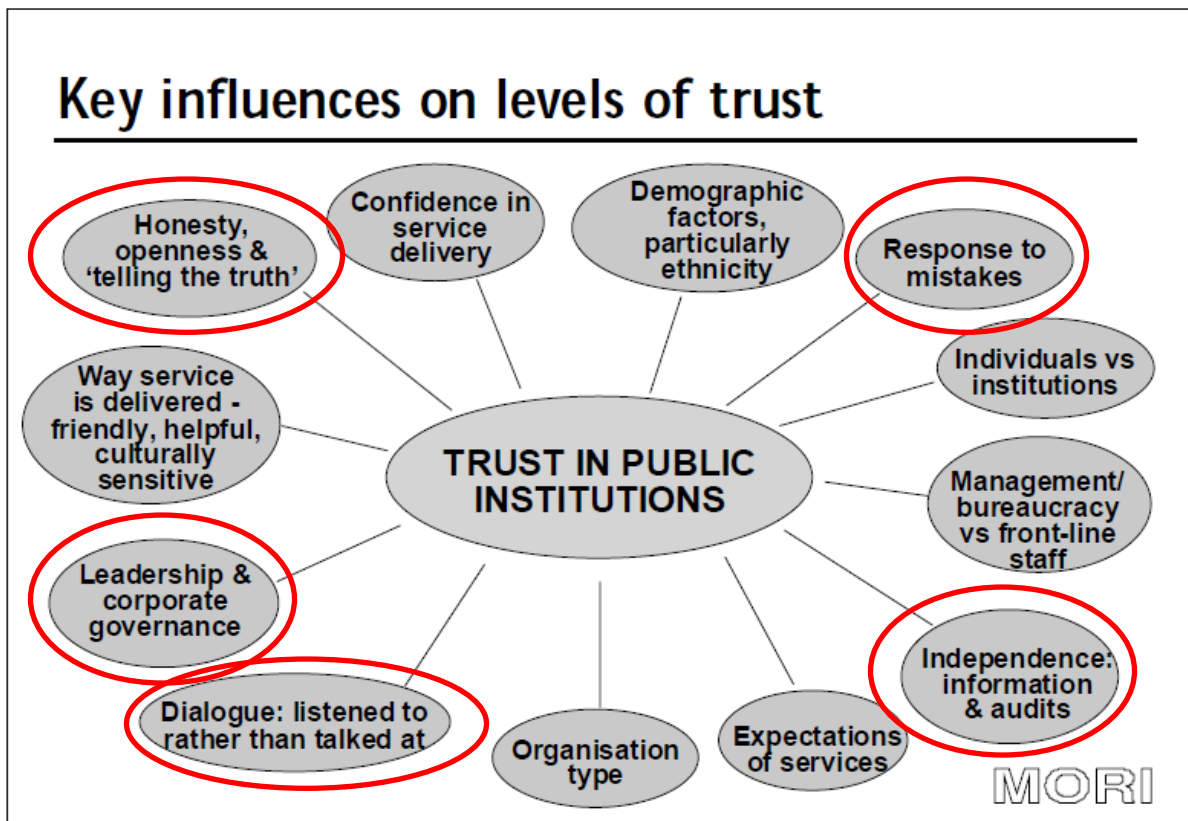 Key influences on levels of trust
Honesty,
openness &
‘telling the truth’
Confidence in
service
delivery
Demographic
factors,
particularly
ethnicity
Response to
mistakes
Way service
is delivered -
friendly, helpful,
culturally
sensitive
TRUST IN PUBLIC
INSTITUTIONS
Individuals vs
institutions
Management/
bureaucracy
vs front-line
staff
Leadership &
corporate
governance
Independence:
information
& audits
Dialogue: listened to
rather than talked at
Organisation
type
Expectations
of services
MORI